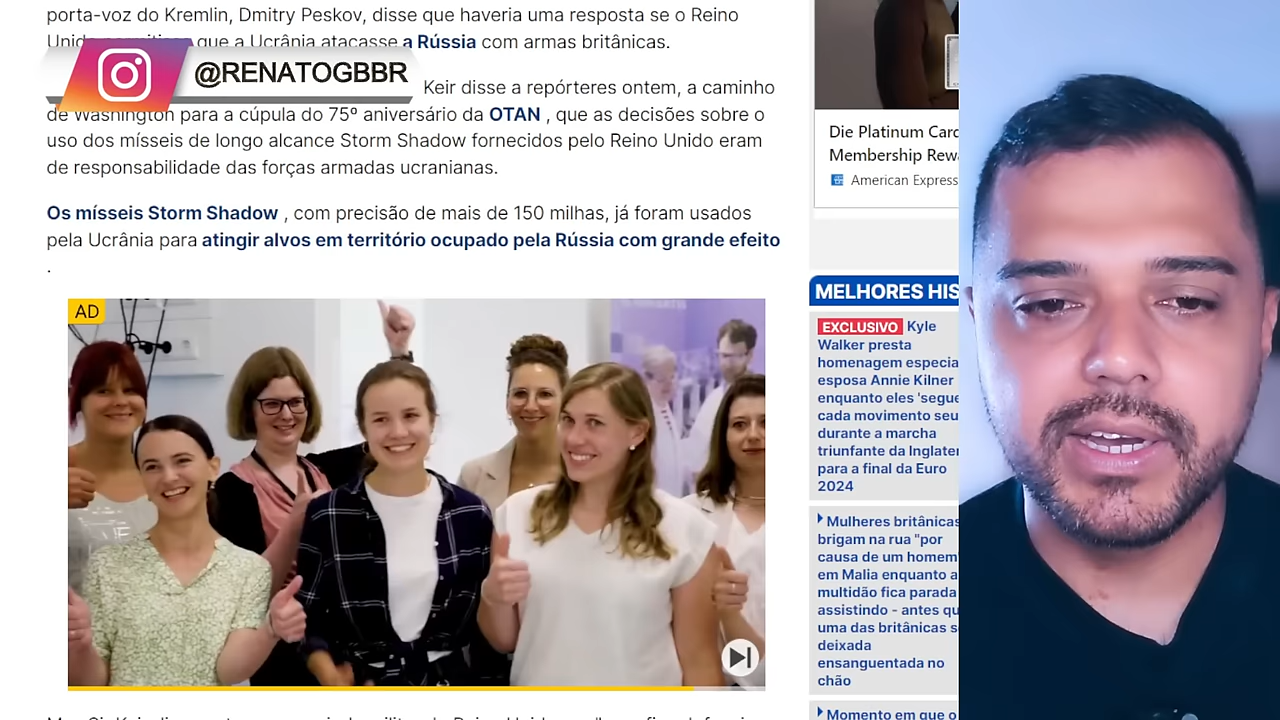 porta-voz do Kremlin, Dmitry Peskov, disse que haveria uma resposta se o Reino
Unido que a Ucrânia atacasse a Rússia com armas britânicas.
@RENATOGBBR
Keir disse a repórteres ontem, a caminho
de Washington para a cúpula do 75º aniversário da OTAN , que as decisões sobre o
uso dos mísseis de longo alcance Storm Shadow fornecidos pelo Reino Unido eram
de responsabilidade das forças armadas ucranianas.
Os mísseis Storm Shadow , com precisão de mais de 150 milhas, já foram usados
pela Ucrânia para atingir alvos em território ocupado pela Rússia com grande efeito
.
AD
Die Platinum Card
Membership Rew
American Express
MELHORES HIS
EXCLUSIVO Kyle
Walker presta
homenagem especia
esposa Annie Kilner
enquanto eles 'segue
cada movimento seu
durante a marcha
triunfante da Inglater
para a final da Euro
2024
Mulheres britânicas
brigam na rua "por
causa de um homem"
em Malia enquanto a
multidão fica parada
assistindo - antes qu
uma das britânicas s
deixada
ensanguentada no
chão
Momento em que o